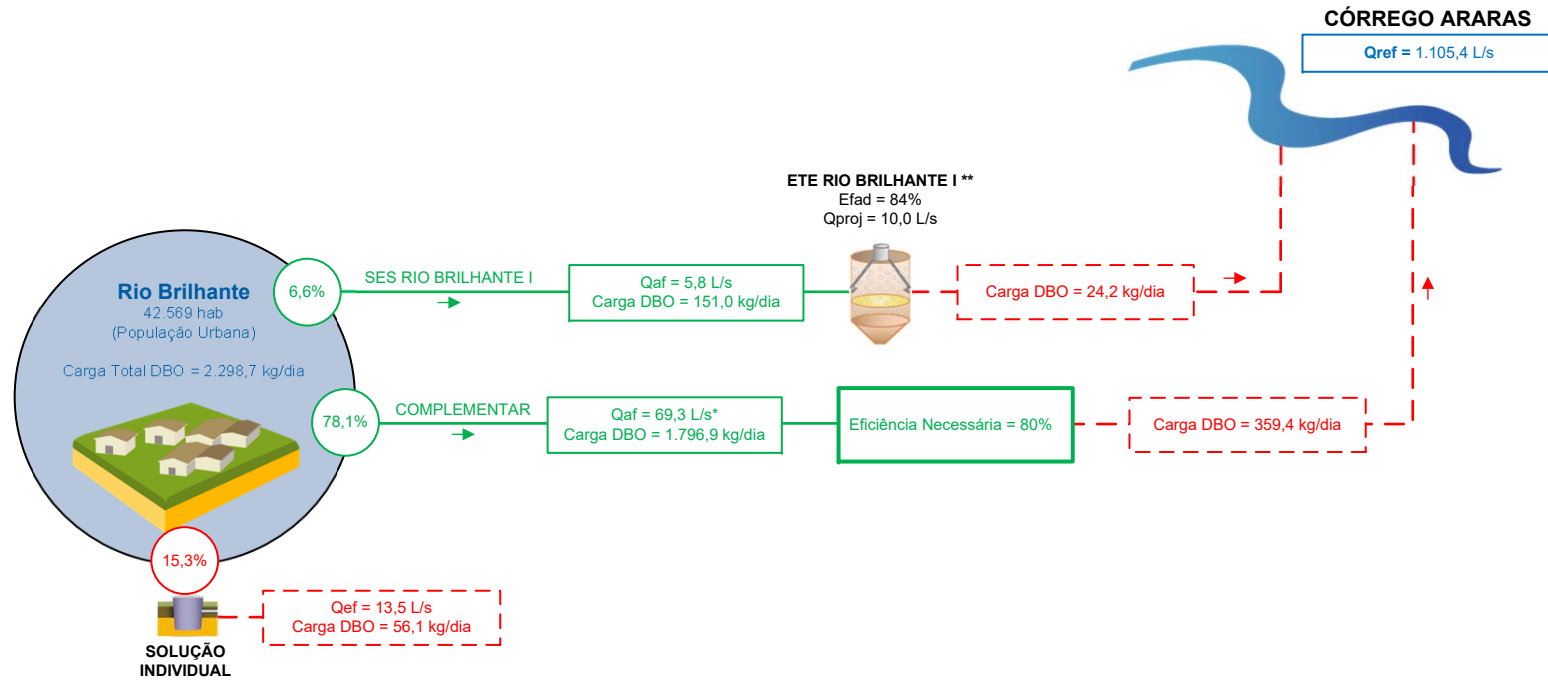 CÓRREGO ARARAS
Qref = 1.105,4 L/s
ETE RIO BRILHANTE I **
Efad = 84%
Qproj = 10,0 L/s
Rio Brilhante
42.569 hab
(População Urbana)
Carga Total DBO = 2.298,7 kg/dia
6,6%
SES RIO BRILHANTE I
Qaf = 5,8 L/s
Carga DBO = 151,0 kg/dia
Carga DBO = 24,2 kg/dia
78,1%
COMPLEMENTAR
Qaf = 69,3 L/s*
Carga DBO = 1.796,9 kg/dia
Eficiência Necessária = 80%
Carga DBO = 359,4 kg/dia
15,3%
Qef = 13,5 L/s
Carga DBO = 56,1 kg/dia
SOLUÇÃO
INDIVIDUAL